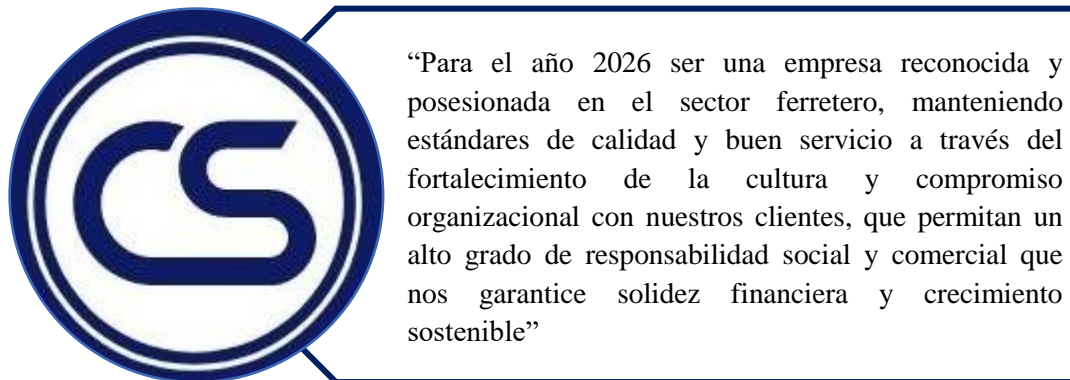 CS
“Para el año 2026 ser una empresa reconocida y
posesionada en el sector ferretero, manteniendo
estándares de calidad y buen servicio a través del
fortalecimiento de la cultura y compromiso
organizacional con nuestros clientes, que permitan un
alto grado de responsabilidad social y comercial que
nos garantice solidez financiera y crecimiento
sostenible”